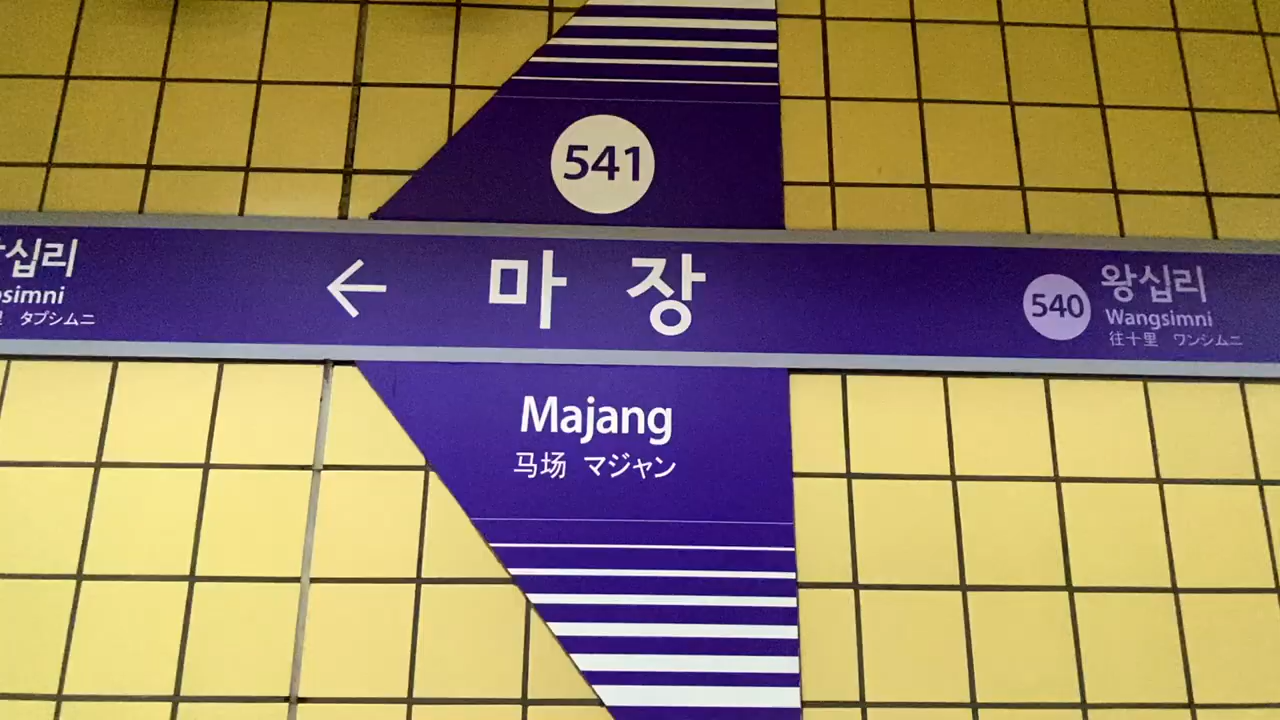 541
십리
simni
タプシムニ
← 마 장
540
왕십리
Wangsimni
往十里 ワンシムニ
Majang
马场 マジャン